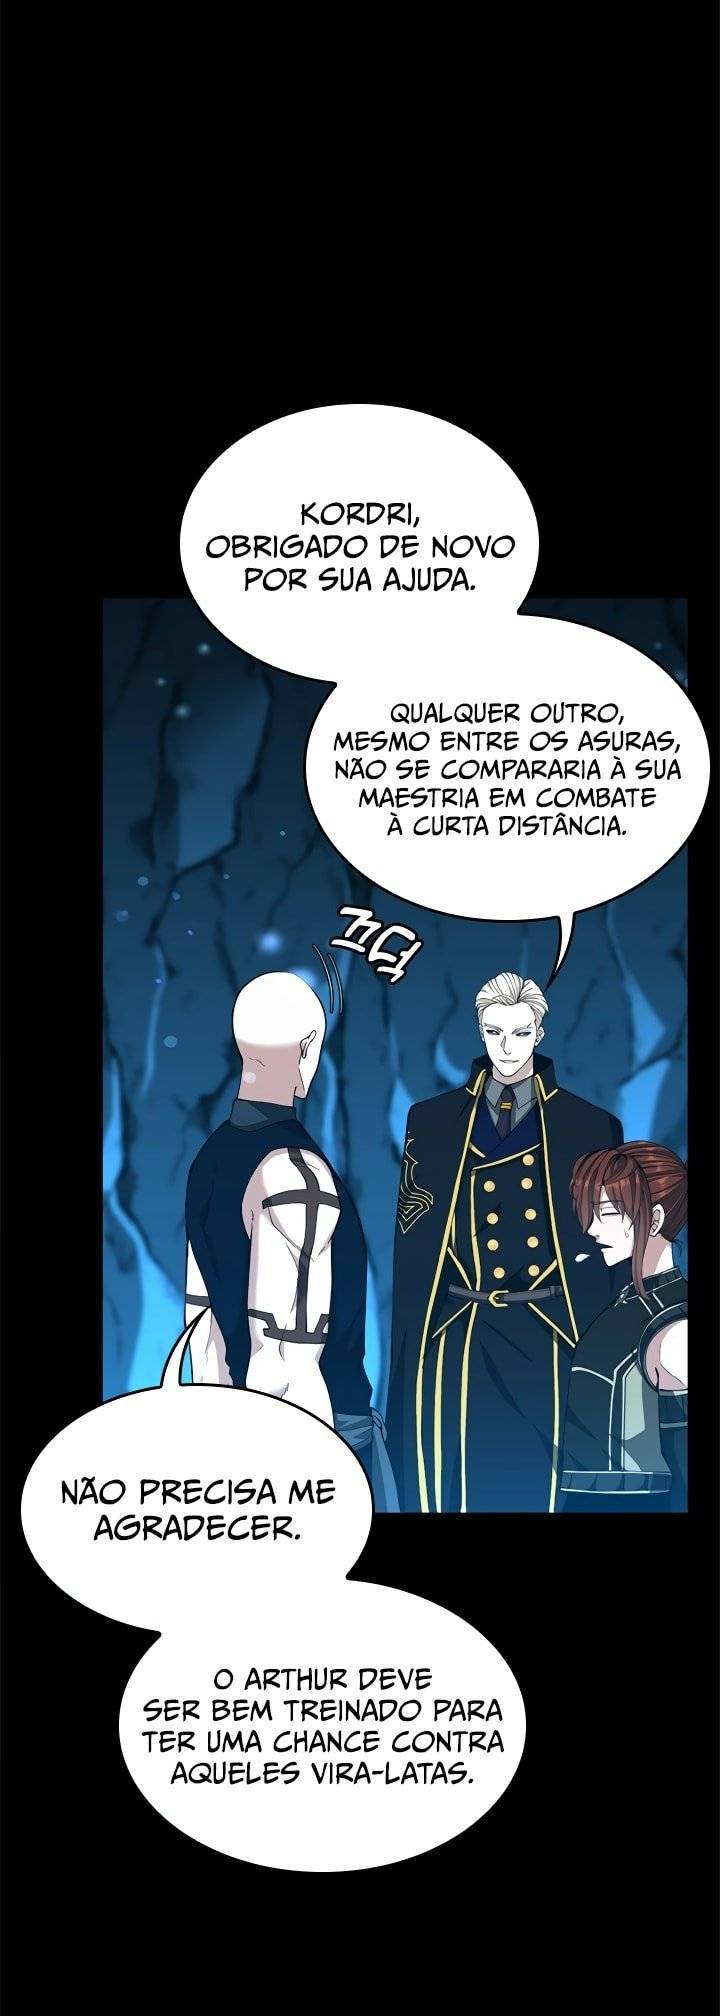 KORDRI,
OBRIGADO DE NOVO
POR SUA AJUDA.
QUALQUER OUTRO,
MESMO ENTRE OS ASURAS,
NÃO SE COMPARARIA À SUA
MAESTRIA EM COMBATE
À CURTA DISTÂNCIA.
끄덕
NÃO PRECISA ME
AGRADECER.
O ARTHUR DEVE
SER BEM TREINADO PARA
TER UMA CHANCE CONTRA
AQUELES VIRA-LATAS.